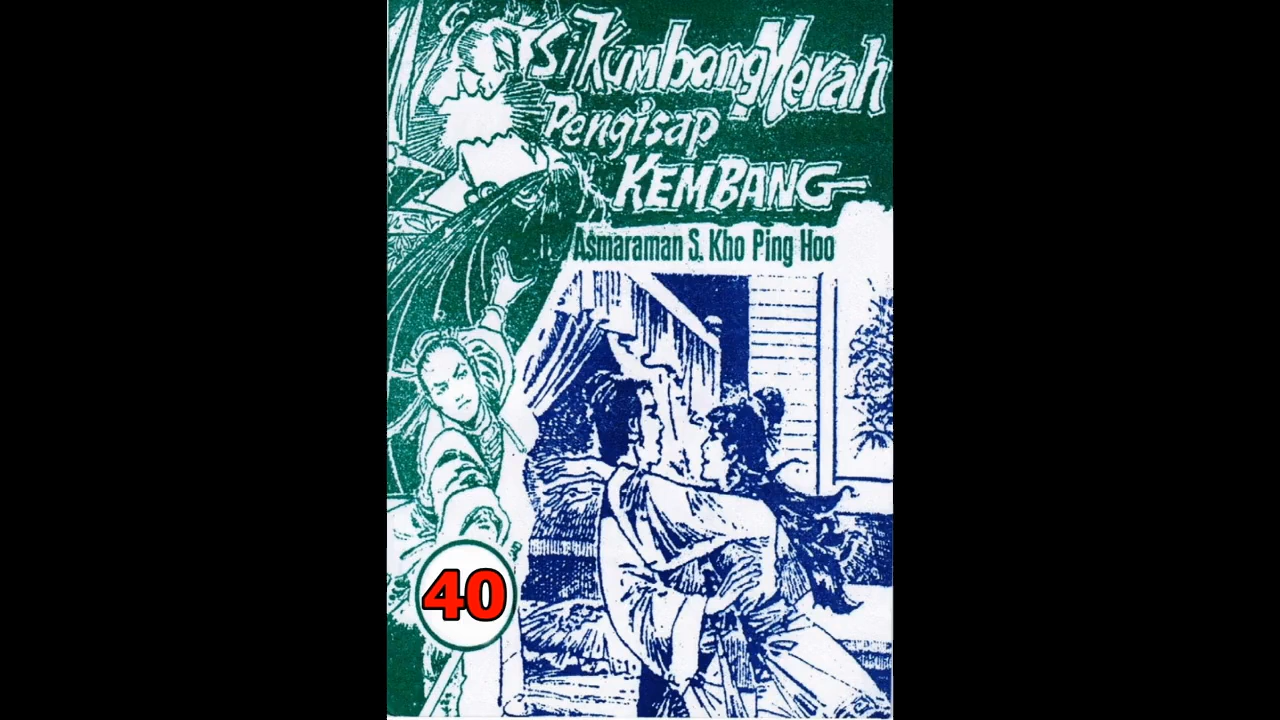 Si Kumbang Merah
Pengisap
KEMBANG
Asmaraman S. Kho Ping Hoo
40